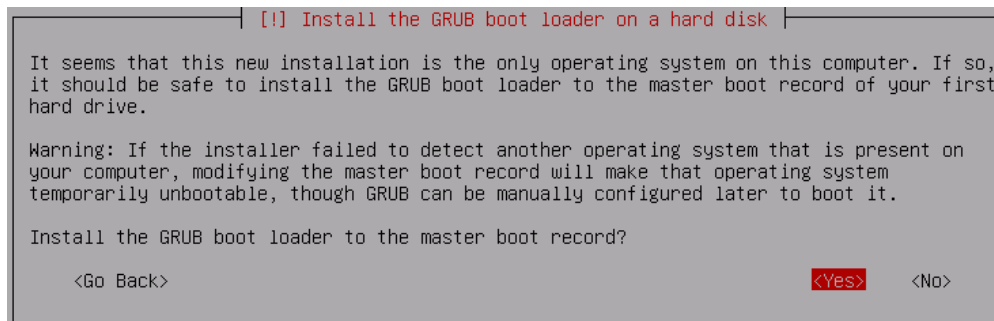 [!] Install the GRUB boot loader on a hard disk
It seems that this new installation is the only operating system on this computer. If so,
it should be safe to install the GRUB boot loader to the master boot record of your first
hard drive.
Warning: If the installer failed to detect another operating system that is present on
your computer, modifying the master boot record will make that operating system
temporarily unbootable, though GRUB can be manually configured later to boot it.
Install the GRUB boot loader to the master boot record?
<Go Back> <Yes> <No>